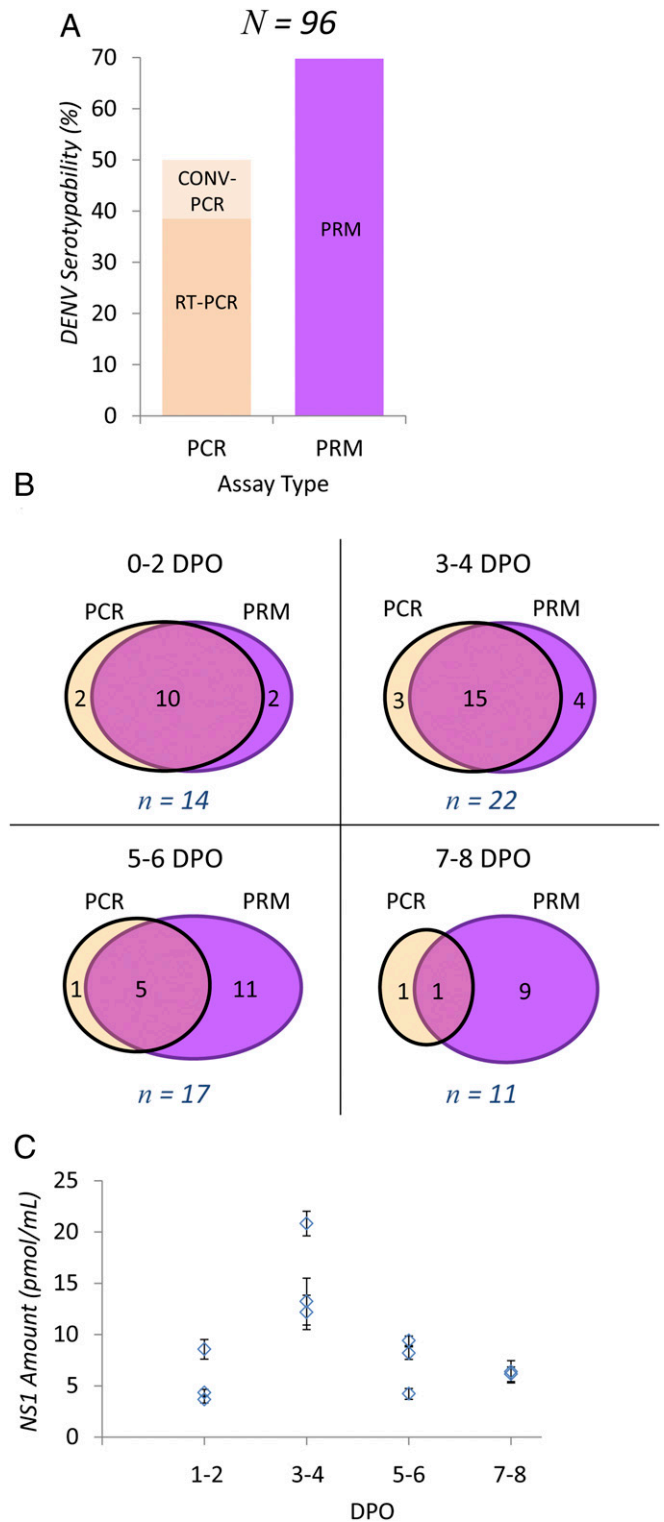 A
N = 96
DENV Serotypability (%)
70
60
50
40
30
20
10
0
CONV-
PCR
RT-PCR
PRM
PCR
PRM
Assay Type
B
0-2 DPO
PCR
PRM
2
10
2
n = 14
3-4 DPO
PCR
PRM
3
15
4
n = 22
5-6 DPO
PCR
PRM
1
5
11
n = 17
7-8 DPO
PCR
PRM
1
1
9
n = 11
C
NS1 Amount (pmol/mL)
25
20
15
10
5
0
1-2
3-4
5-6
7-8
DPO